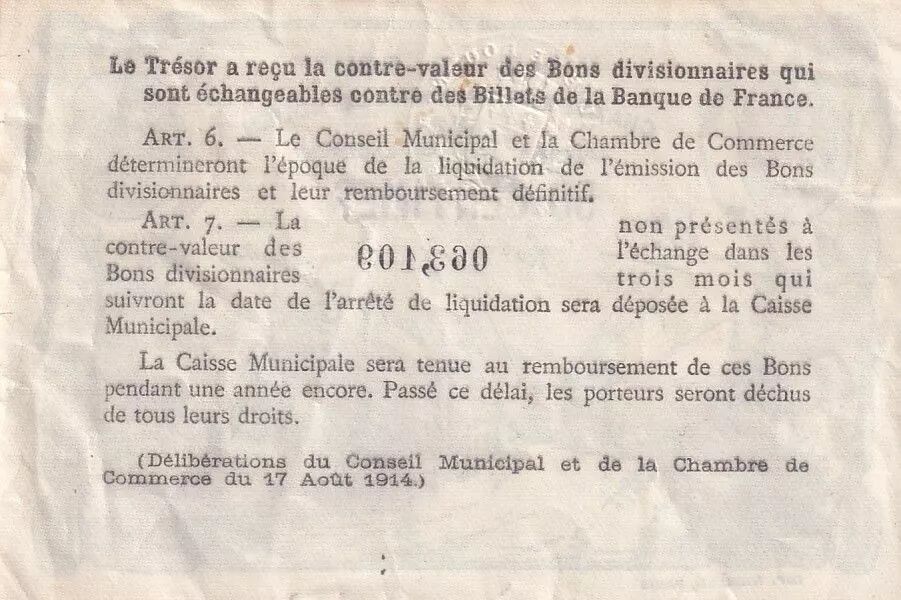 Le Trésor a reçu la contre-valeur des Bons divisionnaires qui
sont échangeables contre des Billets de la Banque de France.
ART. 6. — Le Conseil Municipal et la Chambre de Commerce
détermineront l'époque de la liquidation de l'émission des Bons
divisionnaires et leur remboursement définitif.
ART. 7. — La non présentés à
contre-valeur des 063,109 l'échange dans les
Bons divisionnaires trois mois qui
suivront la date de l'arrêté de liquidation sera déposée à la Caisse
Municipale.
La Caisse Municipale sera tenue au remboursement de ces Bons
pendant une année encore. Passé ce délai, les porteurs seront déchus
de tous leurs droits.
(Délibérations du Conseil Municipal et de la Chambre de
Commerce du 17 Août 1914.)